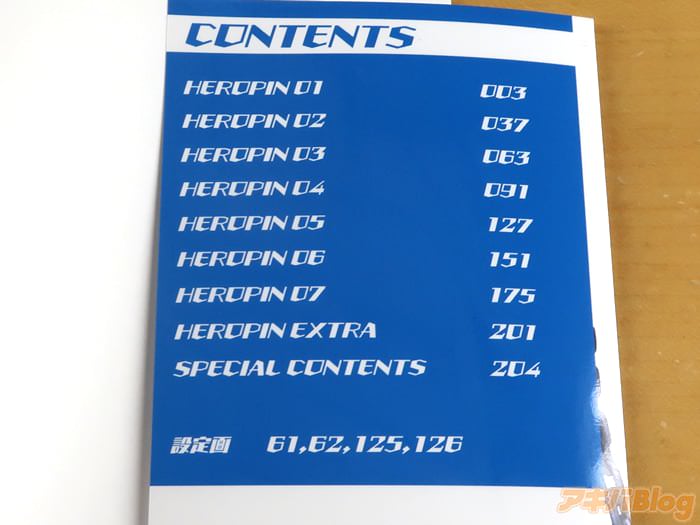 CONTENTS
HEROPIN 01 003
HEROPIN 02 037
HEROPIN 03 063
HEROPIN 04 091
HEROPIN 05 127
HEROPIN 06 151
HEROPIN 07 175
HEROPIN EXTRA 201
SPECIAL CONTENTS 204
設定画 61,62,125,126
アキバBlog